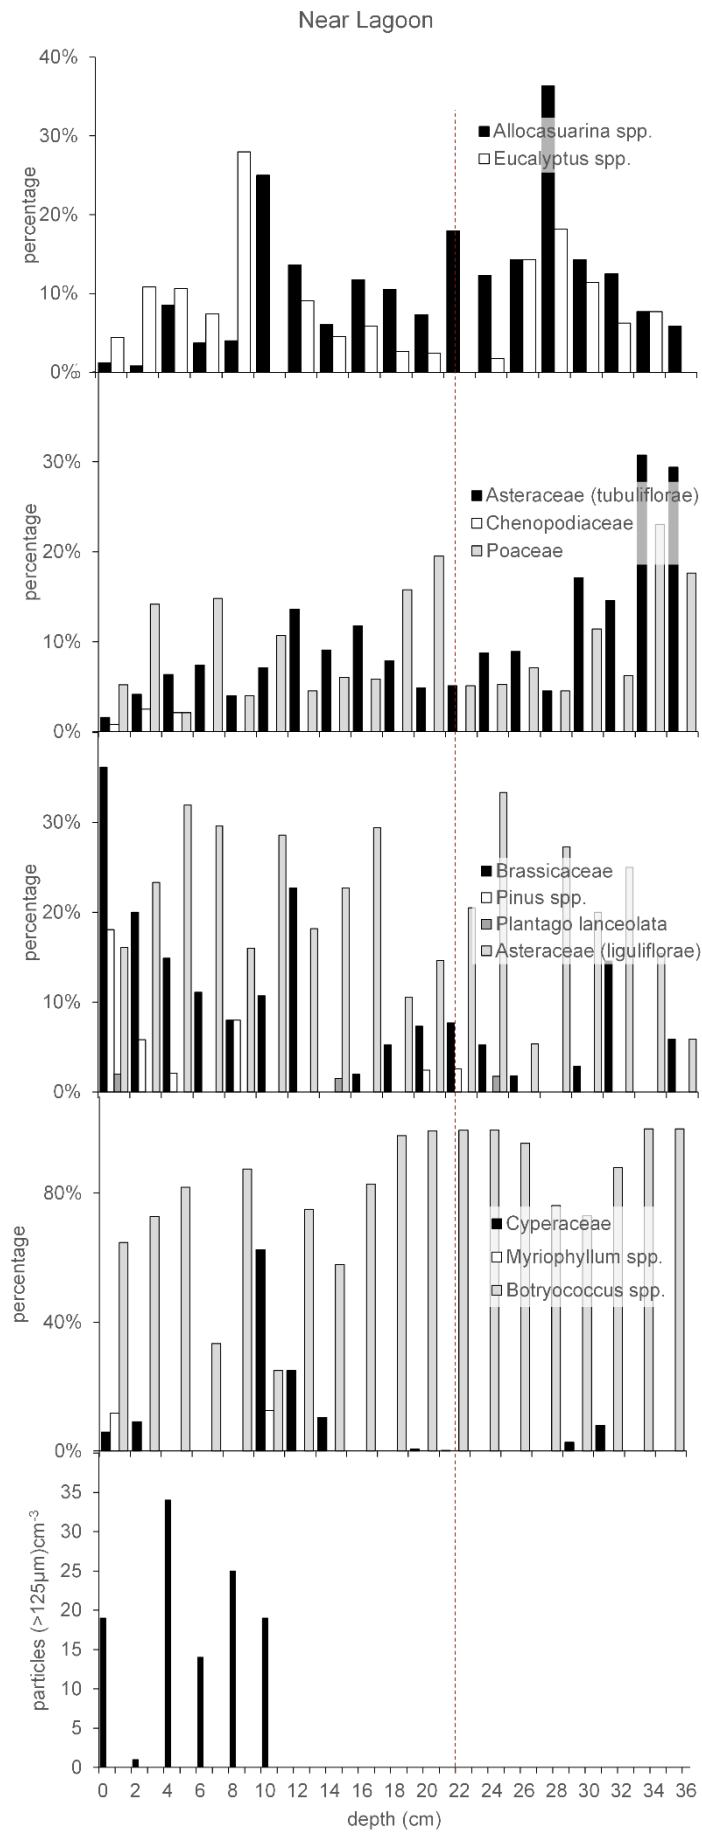 Near Lagoon
40%
30%
20%
10%
0%
percentage
Allocasuarina spp.
Eucalyptus spp.
30%
20%
10%
0%
percentage
Asteraceae (tubuliflorae)
Chenopodiaceae
Poaceae
30%
20%
10%
0%
percentage
Brassicaceae
Pinus spp.
Plantago lanceolata
Asteraceae (liguliflorae)
80%
40%
0%
percentage
Cyperaceae
Myriophyllum spp.
Botryococcus spp.
35
30
25
20
15
10
5
0
particles (>125µm)cm-3
0 2 4 6 8 10 12 14 16 18 20 22 24 26 28 30 32 34 36
depth (cm)